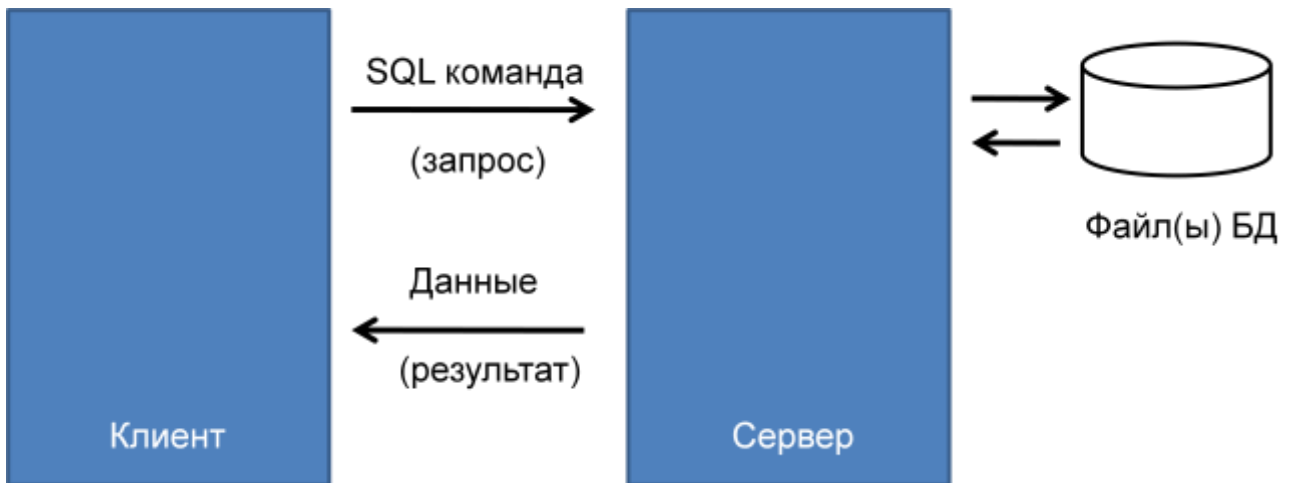 SQL команда
(запрос)
Файл(ы) БД
Данные
(результат)
Клиент
Сервер